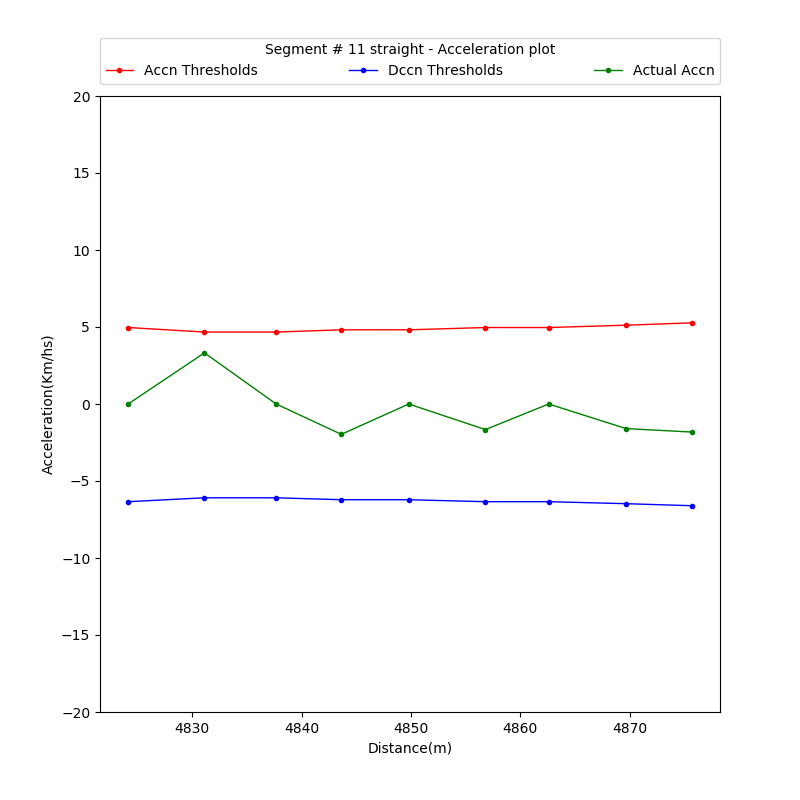 Segment # 11 straight - Acceleration plot
Accn Thresholds Dccn Thresholds Actual Accn
20
15
10
5
0
−5
−10
−15
−20
Acceleration(Km/hs)
4830 4840 4850 4860 4870
Distance(m)